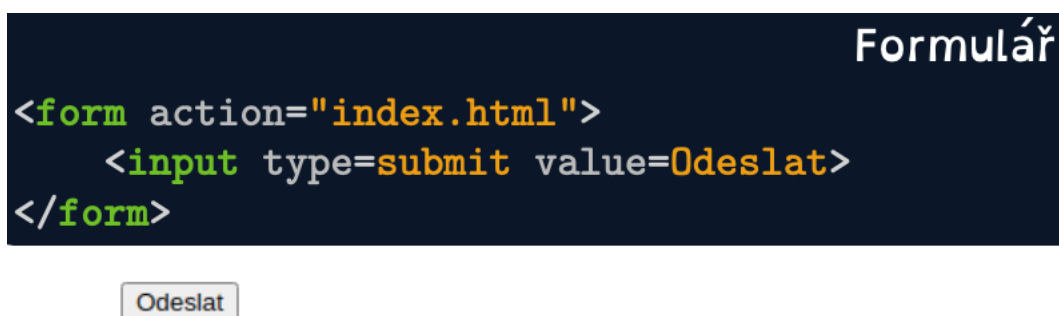 Formulář
<form action="index.html">
<input type=submit value=Odeslat>
</form>
Odeslat